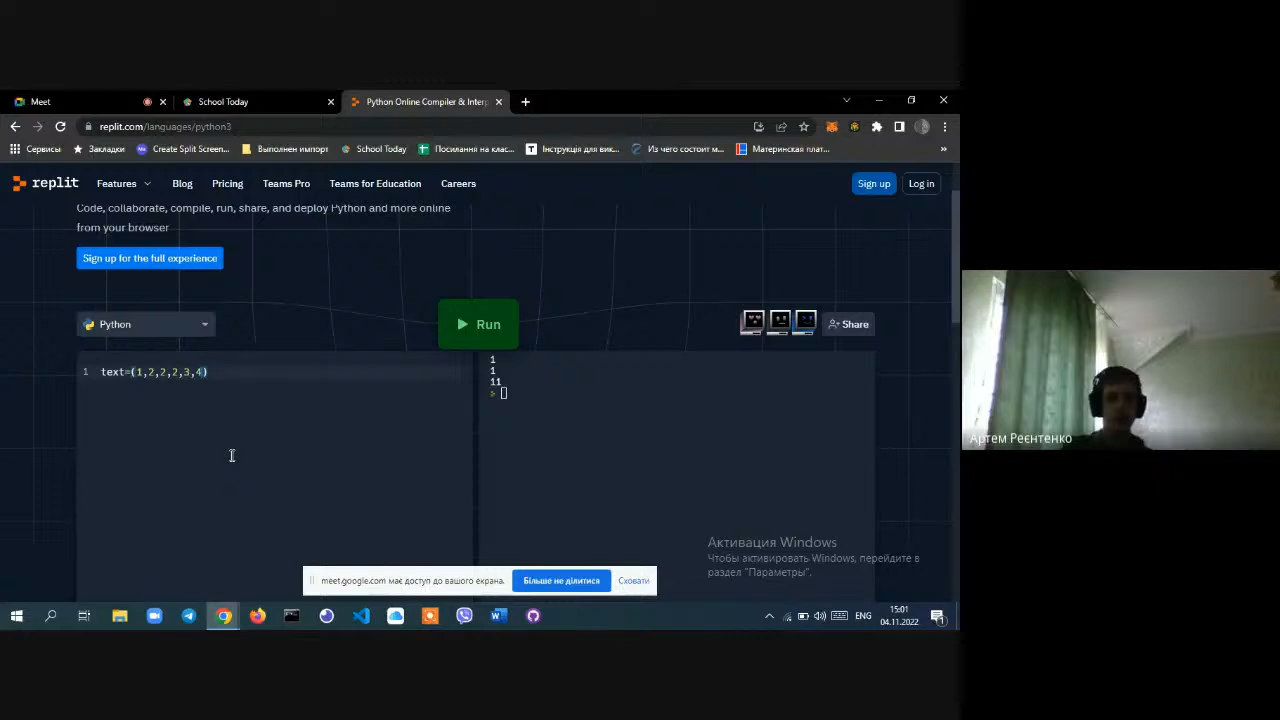 Meet
School Today
Python Online Compiler & Interp
replit.com/languages/python3
Сервисы
Закладки
Create Split Screen...
Выполнен импорт
School Today
Посилання на клас...
Інструкція для вик...
Из чего состоит м...
Материнская плат...
»
replit
Features
Blog
Pricing
Teams Pro
Teams for Education
Careers
Sign up
Log in
Code, collaborate, compile, run, share, and deploy Python and more online
from your browser
Sign up for the full experience
Python
Run
Share
1 text=(1,2,2,2,3,4)
1
1
11
>
Артем Реєнтенко
Активация Windows
Чтобы активировать Windows, перейдите в
раздел "Параметры".
meet.google.com має доступ до вашого екрана.
Більше не ділитися
Сховати
ENG
15:01
04.11.2022
1